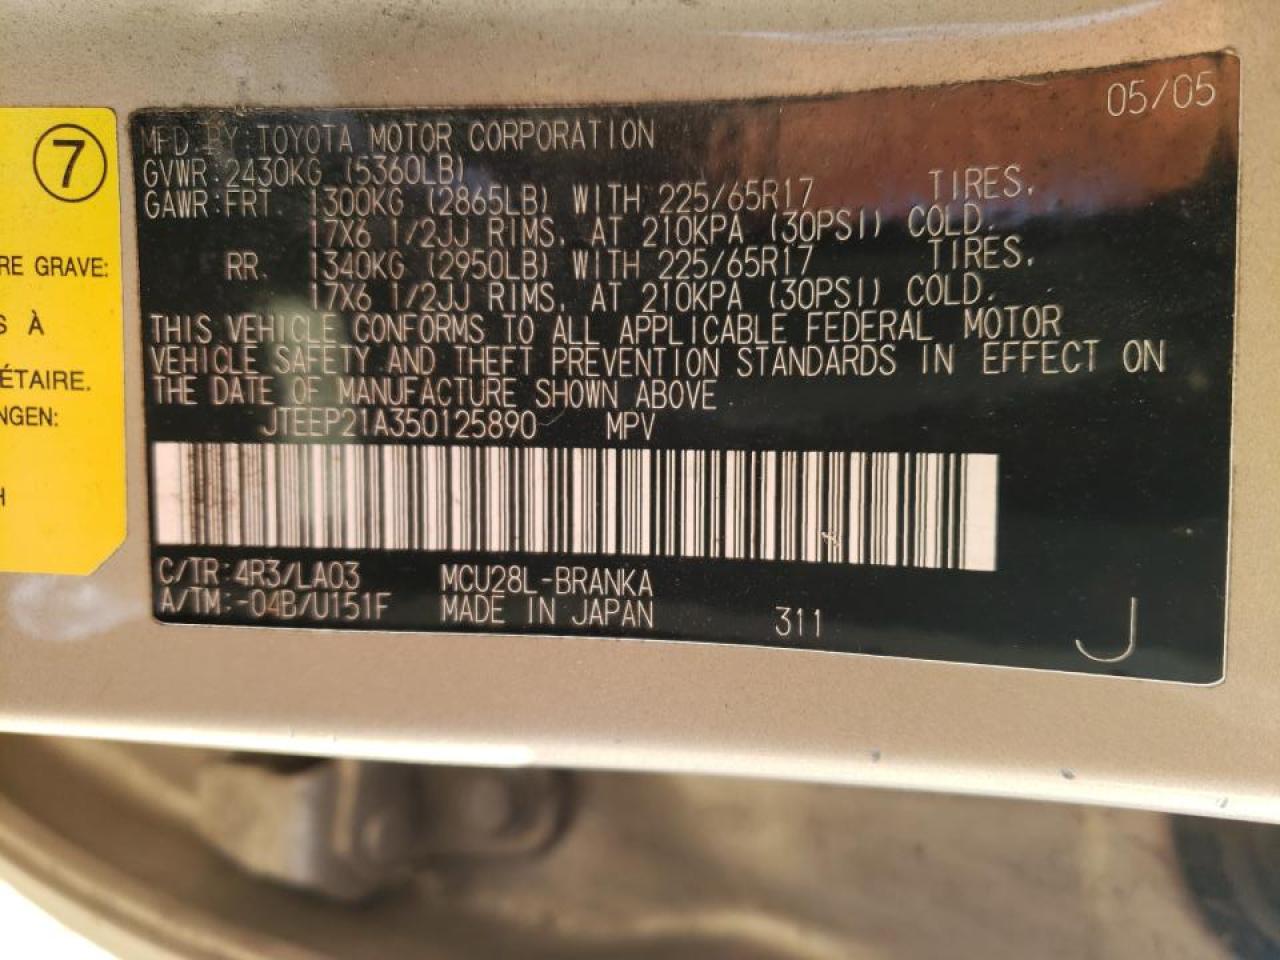 7
RE GRAVE:
S À
ÉTAIRE.
NGEN:
H
05/05
MFD. BY TOYOTA MOTOR CORPORATION
GVWR: 2430KG (5360LB)
GAWR: FRT. 1300KG (2865LB) WITH 225/65R17 TIRES,
17X6 1/2JJ RIMS, AT 210KPA (30PSI) COLD.
RR. 1340KG (2950LB) WITH 225/65R17 TIRES,
17X6 1/2JJ RIMS, AT 210KPA (30PSI) COLD.
THIS VEHICLE CONFORMS TO ALL APPLICABLE FEDERAL MOTOR
VEHICLE SAFETY AND THEFT PREVENTION STANDARDS IN EFFECT ON
THE DATE OF MANUFACTURE SHOWN ABOVE.
JTEEP21A350125890 MPV
C/TR: 4R3/LA03 MCU28L-BRANKA
A/TM: -04B/U151F MADE IN JAPAN 311 J